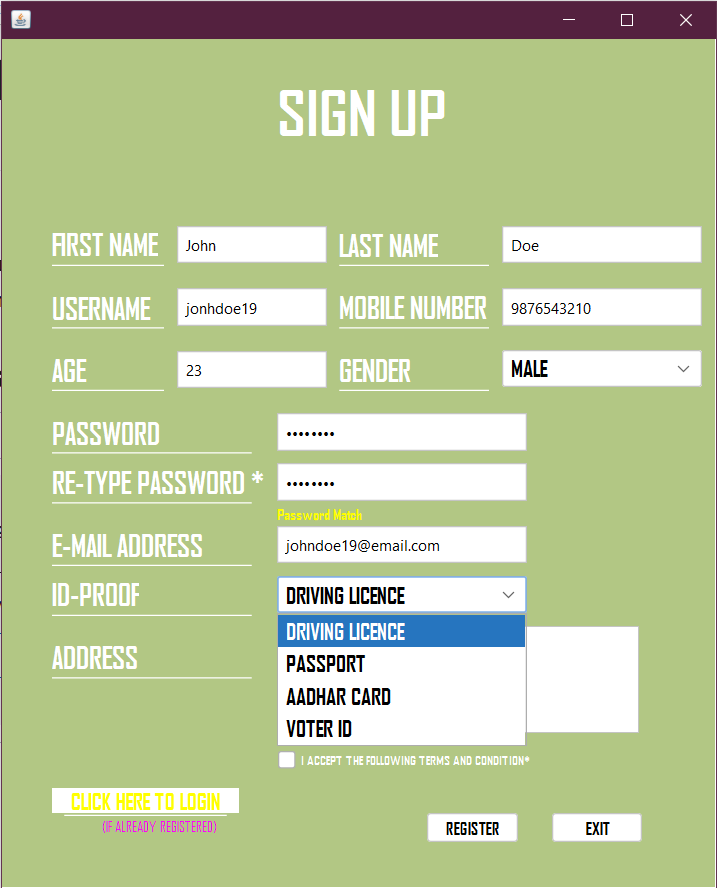 SIGN UP
FIRST NAME John LAST NAME Doe
USERNAME jonhdoe19 MOBILE NUMBER 9876543210
AGE 23 GENDER MALE
PASSWORD ••••••••
RE-TYPE PASSWORD * ••••••••
Password Match
E-MAIL ADDRESS johndoe19@email.com
ID-PROOF DRIVING LICENCE
DRIVING LICENCE
ADDRESS
PASSPORT
AADHAR CARD
VOTER ID
I ACCEPT THE FOLLOWING TERMS AND CONDITION*
CLICK HERE TO LOGIN
(IF ALREADY REGISTERED)
REGISTER EXIT